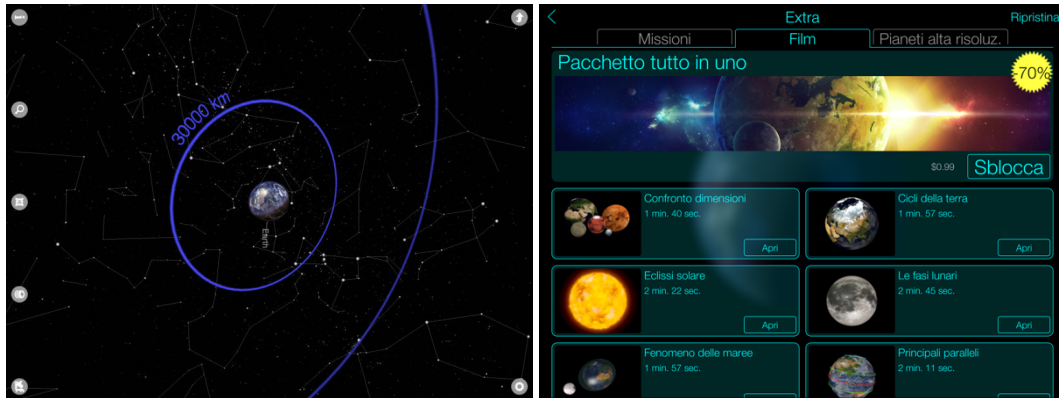 30000 km
Earth
Extra
Ripristina
Missioni
Film
Pianeti alta risoluz.
Pacchetto tutto in uno
-70%
$0.99
Sblocca
Confronto dimensioni
1 min. 40 sec.
Apri
Cicli della terra
1 min. 57 sec.
Apri
Eclissi solare
2 min. 22 sec.
Apri
Le fasi lunari
2 min. 45 sec.
Apri
Fenomeno delle maree
1 min. 57 sec.
Principali paralleli
2 min. 11 sec.